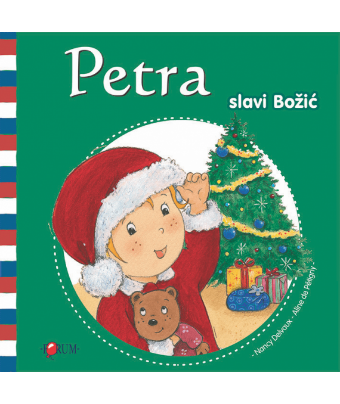 Petra
slavi Božić
- Nancy Delvaux - Aline de Pétigny
FORUM